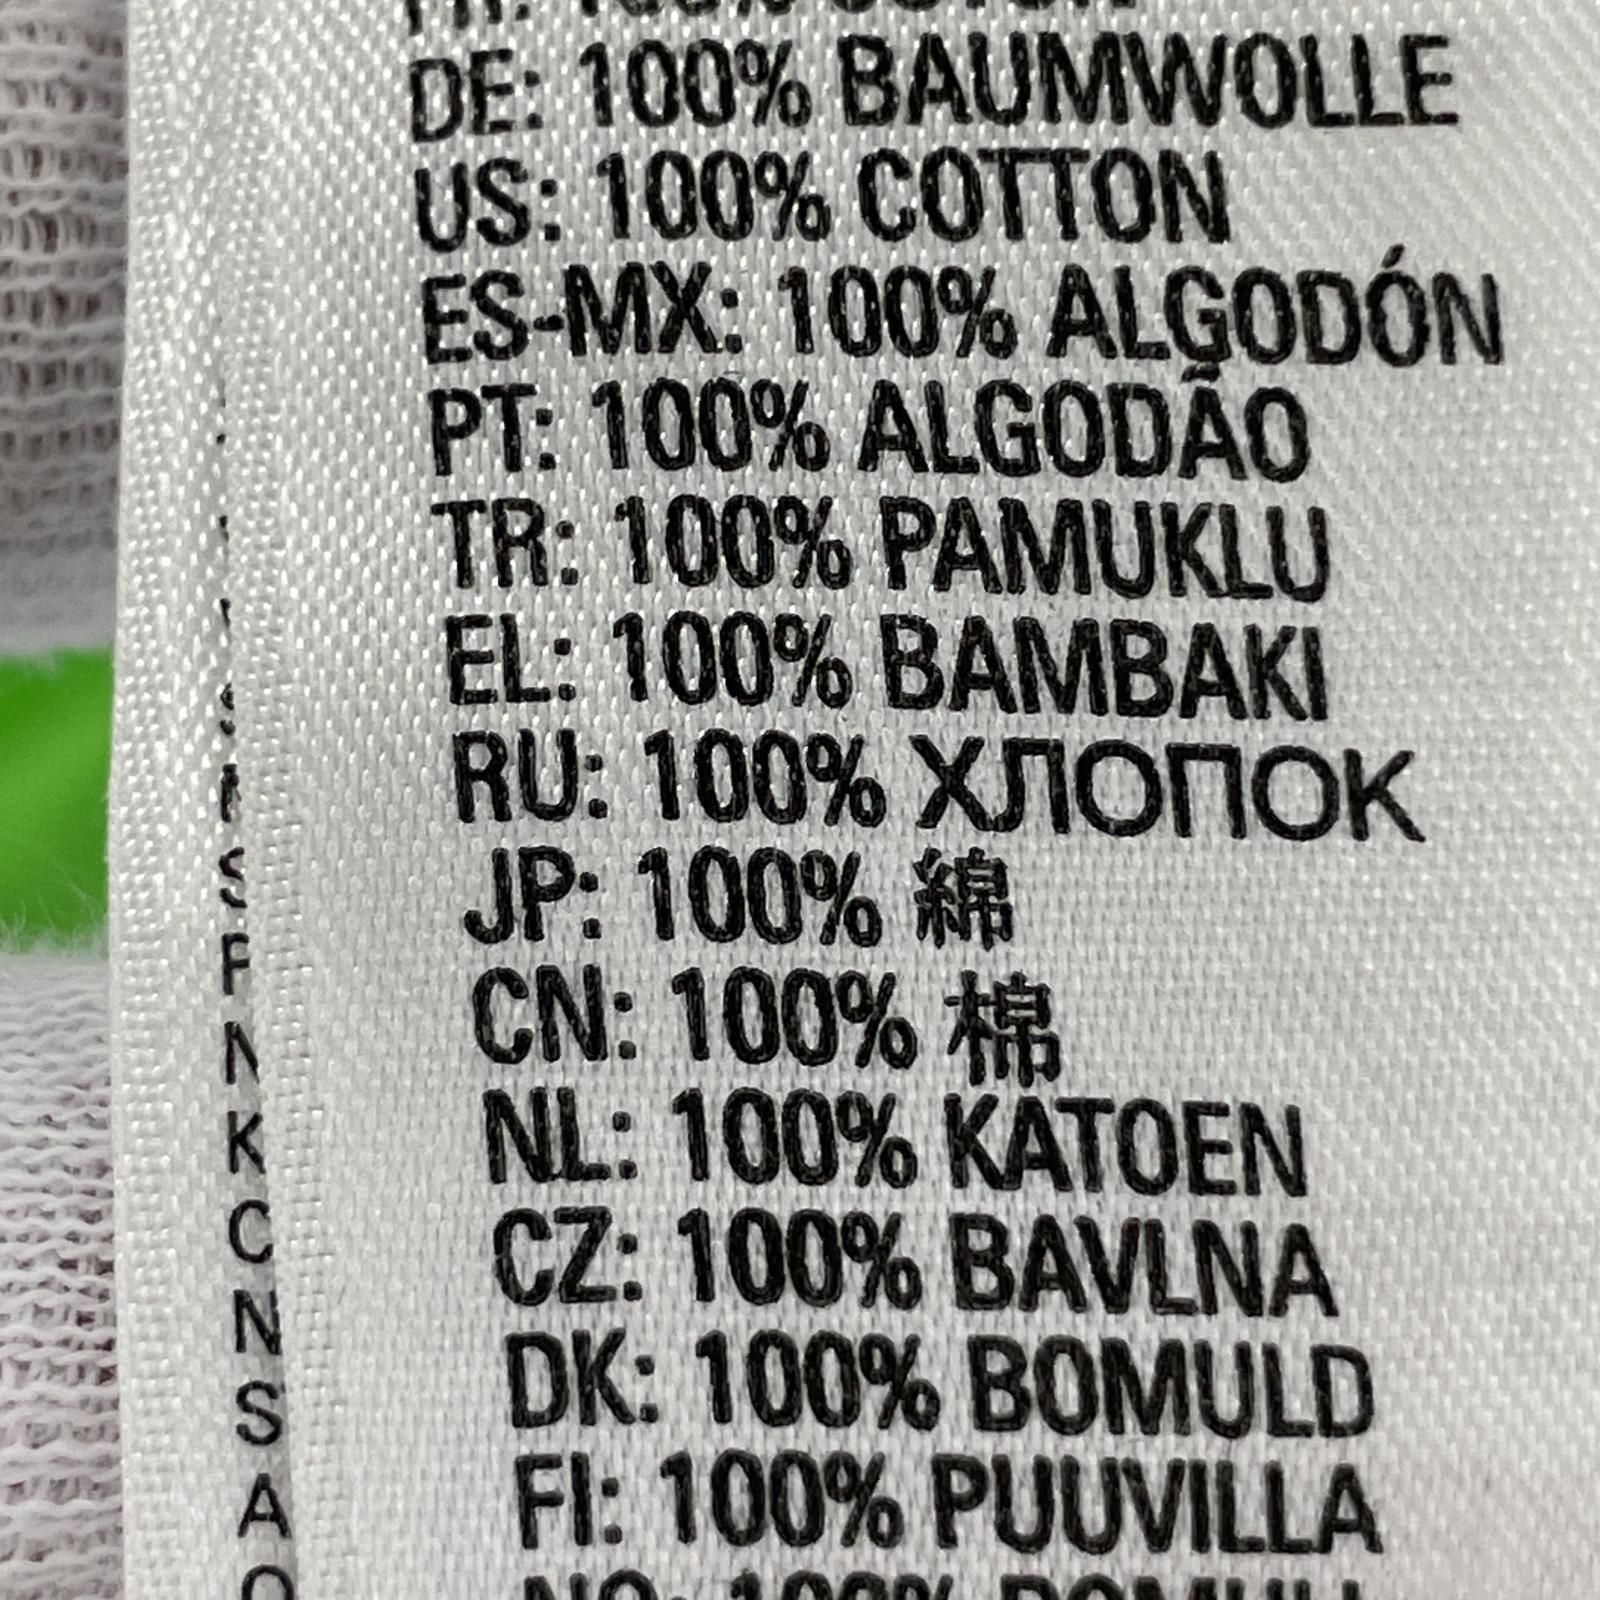 DE: 100% BAUMWOLLE
US: 100% COTTON
ES-MX: 100% ALGODÓN
PT: 100% ALGODÃO
TR: 100% PAMUKLU
EL: 100% BAMBAKI
RU: 100% ХЛОПОК
JP: 100% 綿
CN: 100% 棉
NL: 100% KATOEN
CZ: 100% BAVLNA
DK: 100% BOMULD
FI: 100% PUUVILLA